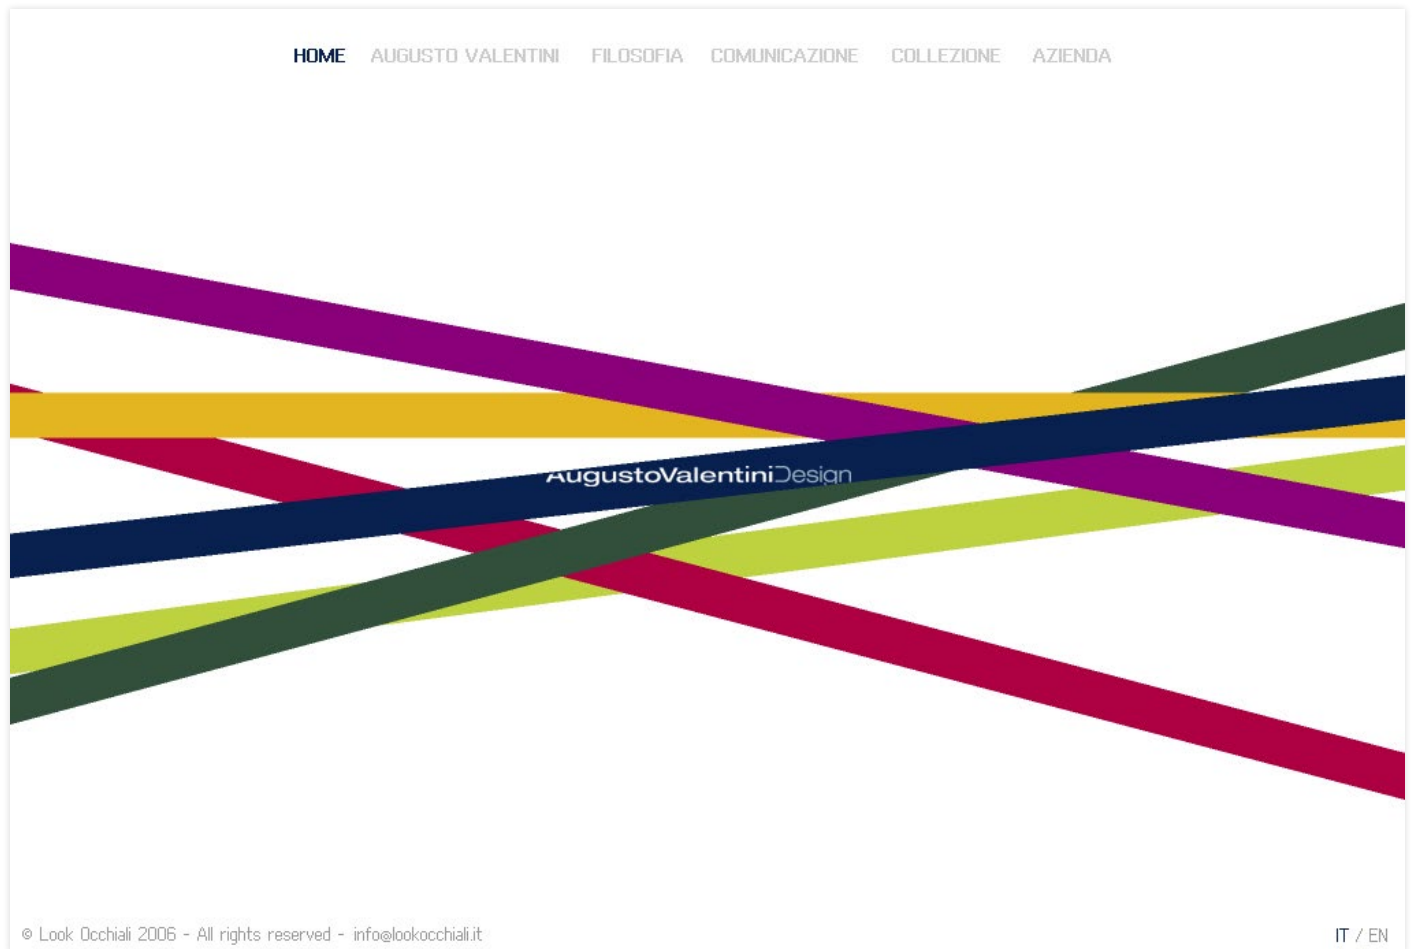 HOME AUGUSTO VALENTINI FILOSOFIA COMUNICAZIONE COLLEZIONE AZIENDA
AugustoValentiniDesign
© Look Occhiali 2006 - All rights reserved - info@lookocchiali.it
IT / EN